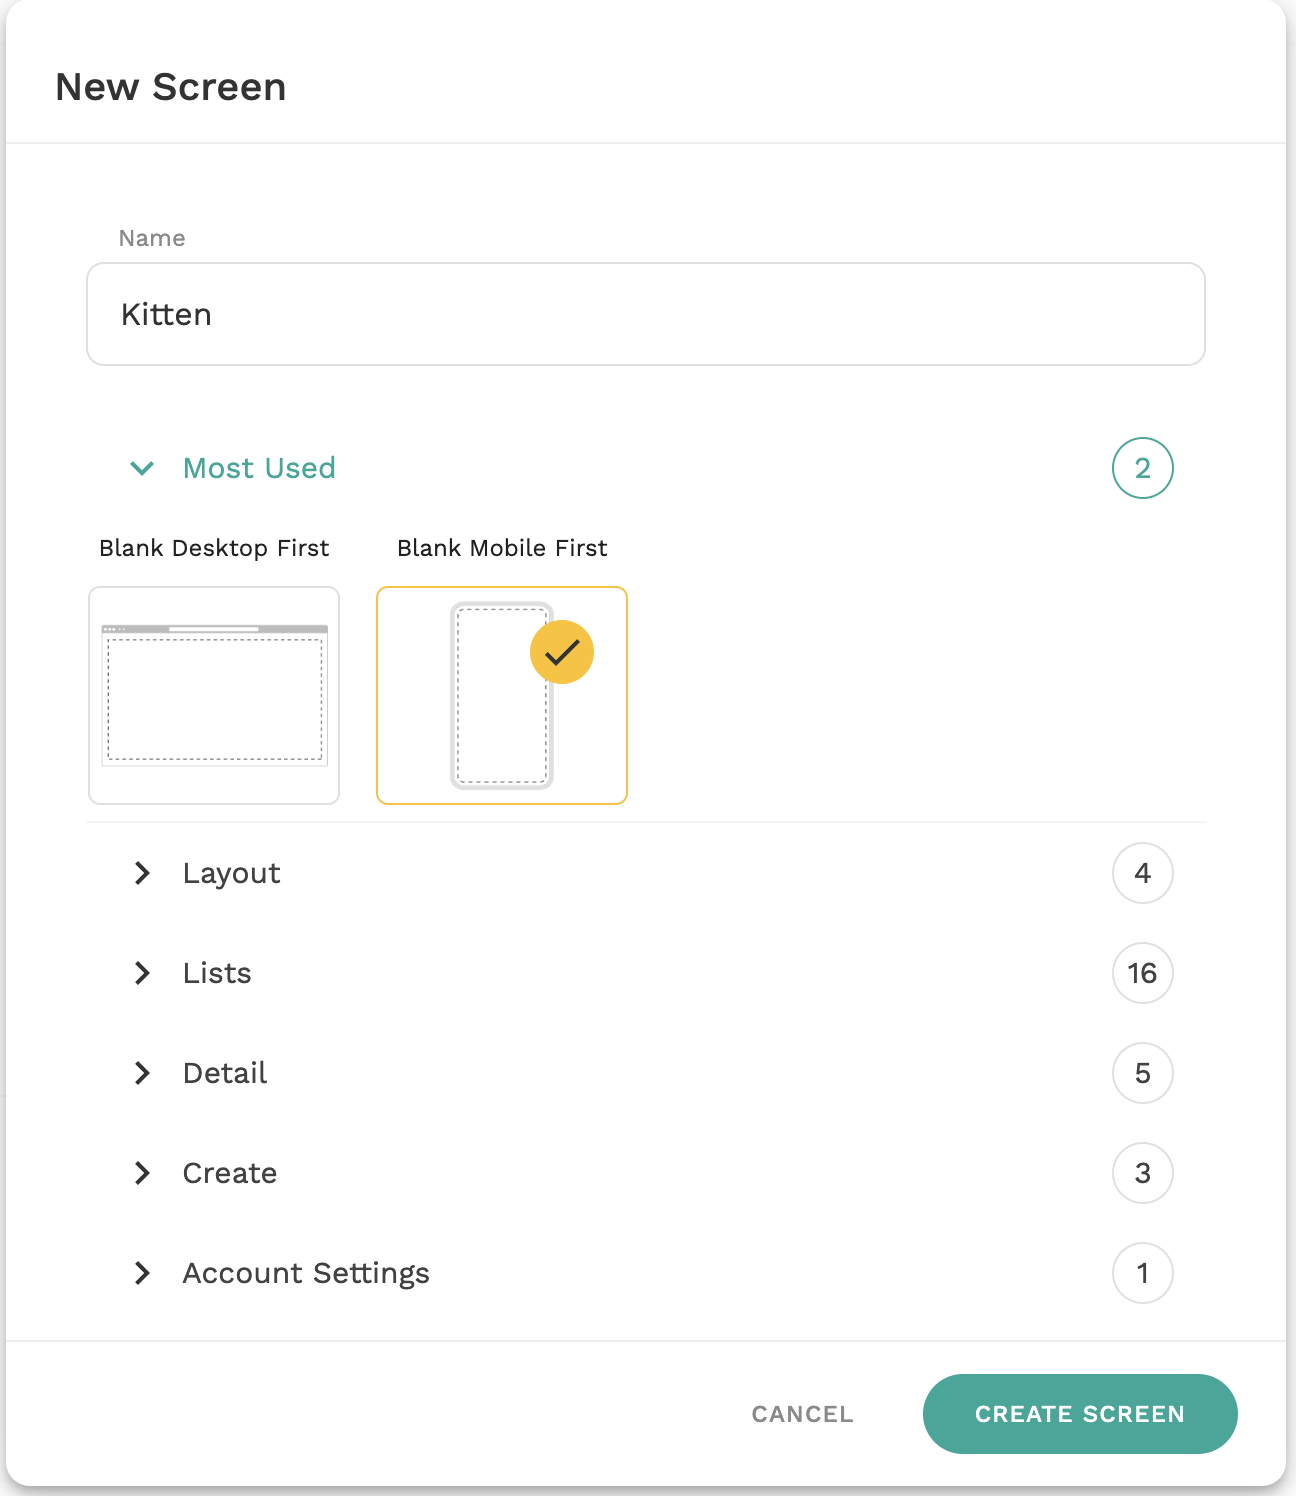 New Screen
Name
Kitten
Most Used 2
Blank Desktop First Blank Mobile First
Layout 4
Lists 16
Detail 5
Create 3
Account Settings 1
CANCEL CREATE SCREEN